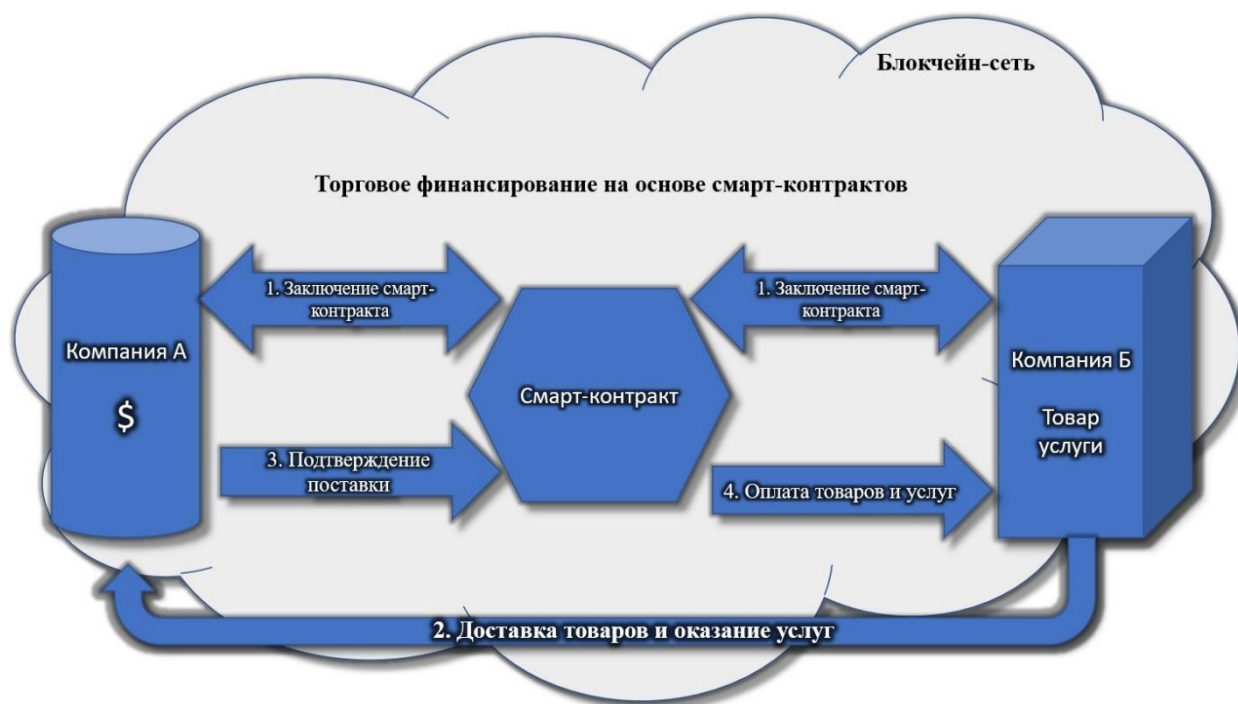 Блокчейн-сеть
Торговое финансирование на основе смарт-контрактов
1. Заключение смарт-
контракта
1. Заключение смарт-
контракта
Компания А
$
Смарт-контракт
Компания Б
Товар
услуги
3. Подтверждение
поставки
4. Оплата товаров и услуг
2. Доставка товаров и оказание услуг